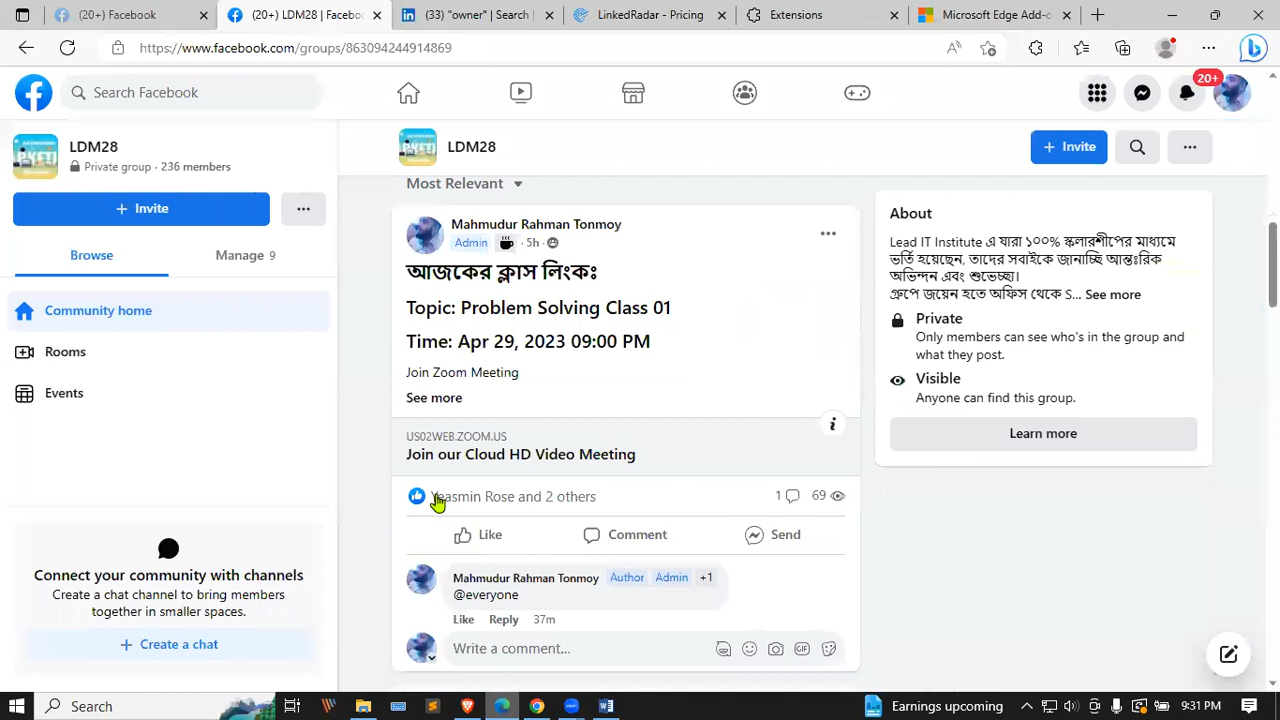 (20+) Facebook
(20+) LDM28 | Facebook
(33) "owner" | Search |
LinkedRadar - Pricing
Extensions
Microsoft Edge Add-o
https://www.facebook.com/groups/863094244914869
Search Facebook
20+
LDM28
Private group · 236 members
+ Invite
Browse
Manage 9
Community home
Rooms
Events
Connect your community with channels
Create a chat channel to bring members
together in smaller spaces.
+ Create a chat
LDM28
+ Invite
Most Relevant
Mahmudur Rahman Tonmoy
Admin · 5h ·
আজকের ক্লাস লিংকঃ
Topic: Problem Solving Class 01
Time: Apr 29, 2023 09:00 PM
Join Zoom Meeting
See more
US02WEB.ZOOM.US
Join our Cloud HD Video Meeting
Yeasmin Rose and 2 others
1
69
Like
Comment
Send
Mahmudur Rahman Tonmoy Author Admin +1
@everyone
Like Reply 37m
Write a comment...
GIF
About
Lead IT Institute এ যারা ১০০% স্কলারশীপের মাধ্যমে
ভর্তি হয়েছেন, তাদের সবাইকে জানাচ্ছি আন্তঃরিক
অভিন্দন এবং শুভেচ্ছা।
গ্রুপে জয়েন হতে অফিস থেকে S... See more
Private
Only members can see who's in the group and
what they post.
Visible
Anyone can find this group.
Learn more
Search
Earnings upcoming
9:31 PM